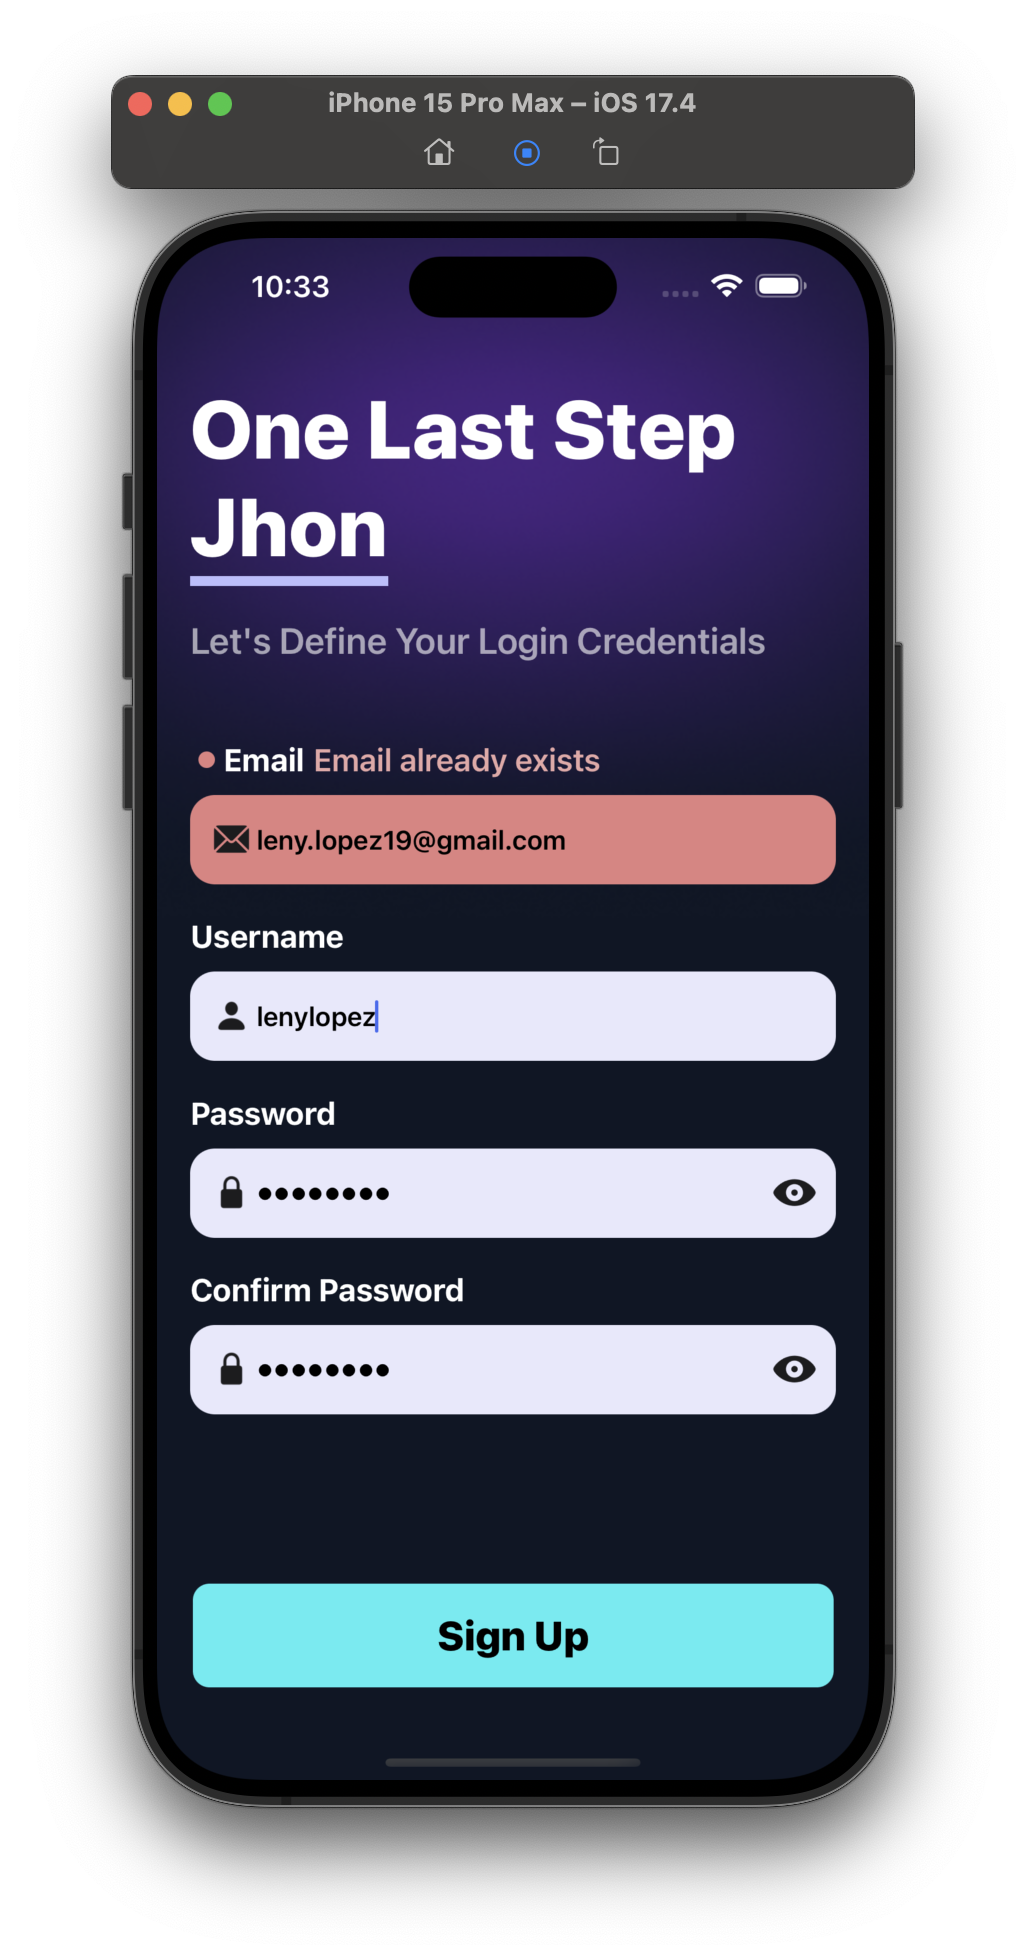 iPhone 15 Pro Max – iOS 17.4
10:33
One Last Step
Jhon
Let's Define Your Login Credentials
Email Email already exists
leny.lopez19@gmail.com
Username
lenylopez
Password
••••••••
Confirm Password
••••••••
Sign Up